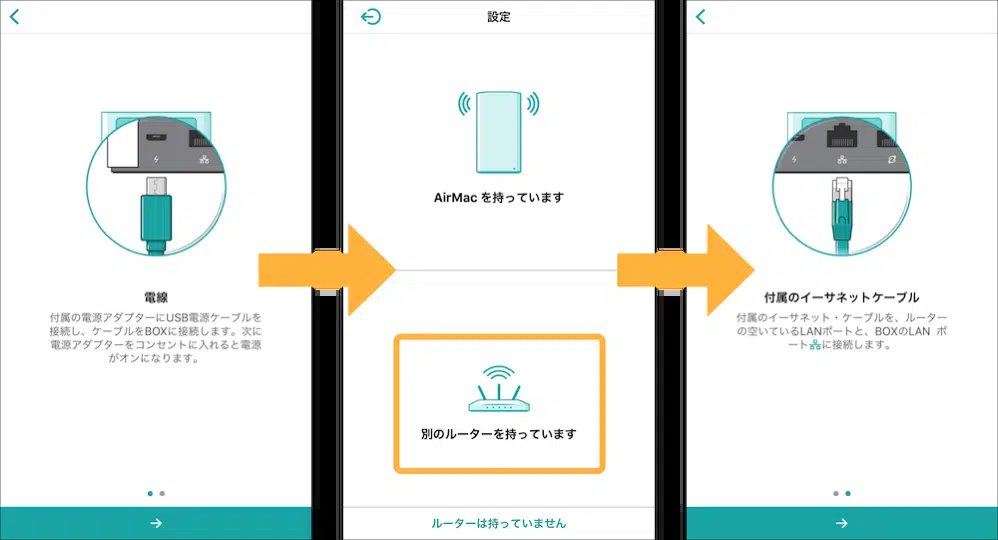 電線
付属の電源アダプターにUSB電源ケーブルを
接続し、ケーブルをBOXに接続します。次に
電源アダプターをコンセントに入れると電源
がオンになります。
設定
AirMac を持っています
別のルーターを持っています
ルーターは持っていません
付属のイーサネットケーブル
付属のイーサネット・ケーブルを、ルーター
の空いているLANポートと、BOXのLAN ポ
ートに接続します。